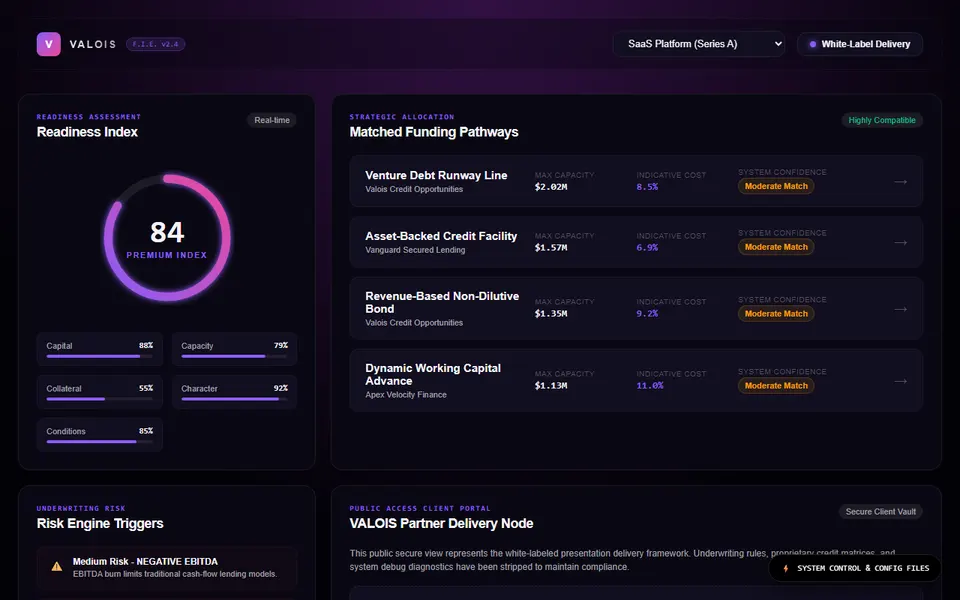 V VALOIS F.I.E. v2.4
SaaS Platform (Series A)
White-Label Delivery
READINESS ASSESSMENT
Readiness Index
Real-time
84
PREMIUM INDEX
Capital 88%
Capacity 79%
Collateral 55%
Character 92%
Conditions 85%
STRATEGIC ALLOCATION
Matched Funding Pathways
Highly Compatible
Venture Debt Runway Line
Valois Credit Opportunities
MAX CAPACITY
$2.02M
INDICATIVE COST
8.5%
SYSTEM CONFIDENCE
Moderate Match
→
Asset-Backed Credit Facility
Vanguard Secured Lending
MAX CAPACITY
$1.57M
INDICATIVE COST
6.9%
SYSTEM CONFIDENCE
Moderate Match
→
Revenue-Based Non-Dilutive
Bond
Valois Credit Opportunities
MAX CAPACITY
$1.35M
INDICATIVE COST
9.2%
SYSTEM CONFIDENCE
Moderate Match
→
Dynamic Working Capital
Advance
Apex Velocity Finance
MAX CAPACITY
$1.13M
INDICATIVE COST
11.0%
SYSTEM CONFIDENCE
Moderate Match
→
UNDERWRITING RISK
Risk Engine Triggers
Medium Risk - NEGATIVE EBITDA
EBITDA burn limits traditional cash-flow lending models.
PUBLIC ACCESS CLIENT PORTAL
VALOIS Partner Delivery Node
Secure Client Vault
This public secure view represents the white-labeled presentation delivery framework. Underwriting rules, proprietary credit matrices, and
system debug diagnostics have been stripped to maintain compliance.
SYSTEM CONTROL & CONFIG FILES